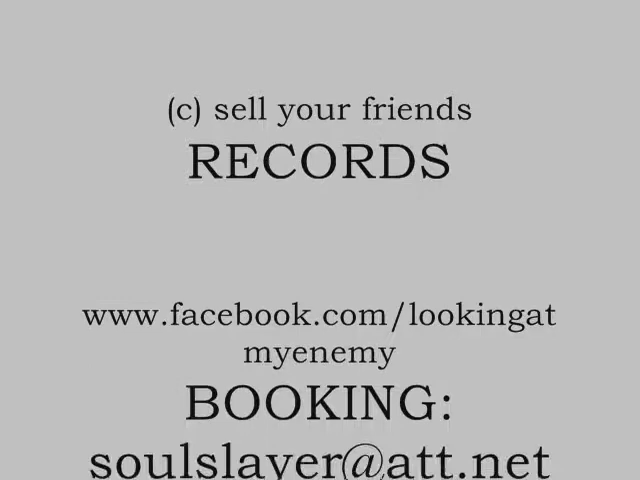 (c) sell your friends
RECORDS
www.facebook.com/lookingat
myenemy
BOOKING:
soulslayer@att.net